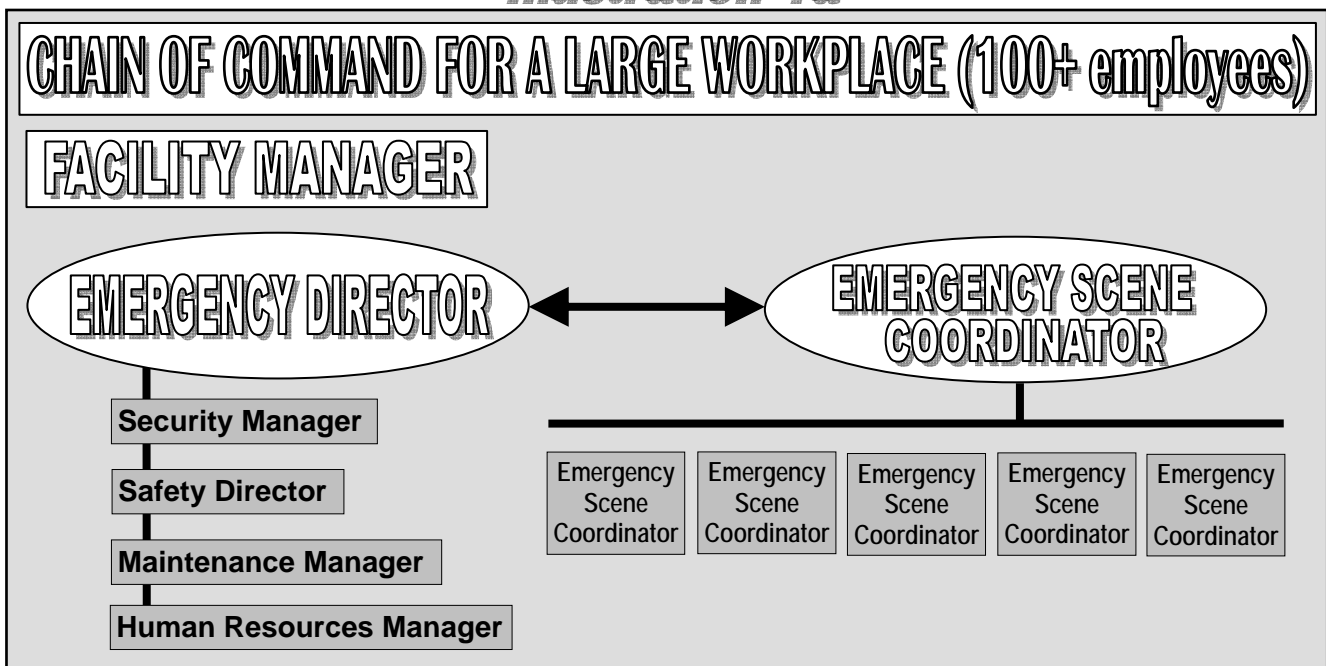 CHAIN OF COMMAND FOR A LARGE WORKPLACE (100+ employees)
FACILITY MANAGER
EMERGENCY DIRECTOR
EMERGENCY SCENE
COORDINATOR
Security Manager
Safety Director
Maintenance Manager
Human Resources Manager
Emergency
Scene
Coordinator
Emergency
Scene
Coordinator
Emergency
Scene
Coordinator
Emergency
Scene
Coordinator
Emergency
Scene
Coordinator